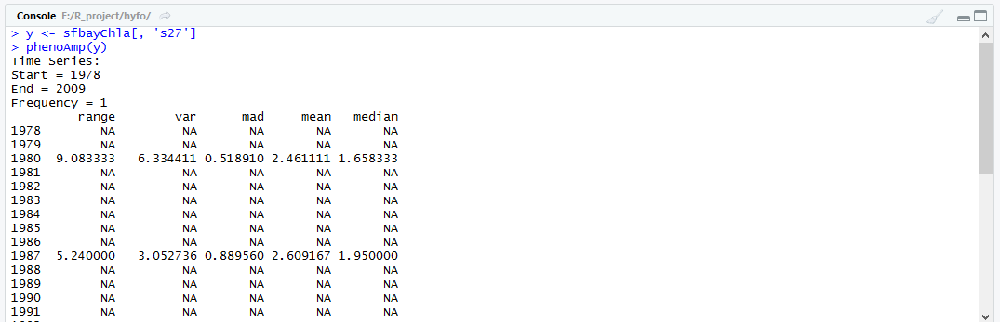 Console E:/R_project/hyfo/
> y <- sfbayChla[, 's27']
> phenoAmp(y)
Time Series:
Start = 1978
End = 2009
Frequency = 1
range var mad mean median
1978 NA NA NA NA NA
1979 NA NA NA NA NA
1980 9.083333 6.334411 0.518910 2.461111 1.658333
1981 NA NA NA NA NA
1982 NA NA NA NA NA
1983 NA NA NA NA NA
1984 NA NA NA NA NA
1985 NA NA NA NA NA
1986 NA NA NA NA NA
1987 5.240000 3.052736 0.889560 2.609167 1.950000
1988 NA NA NA NA NA
1989 NA NA NA NA NA
1990 NA NA NA NA NA
1991 NA NA NA NA NA